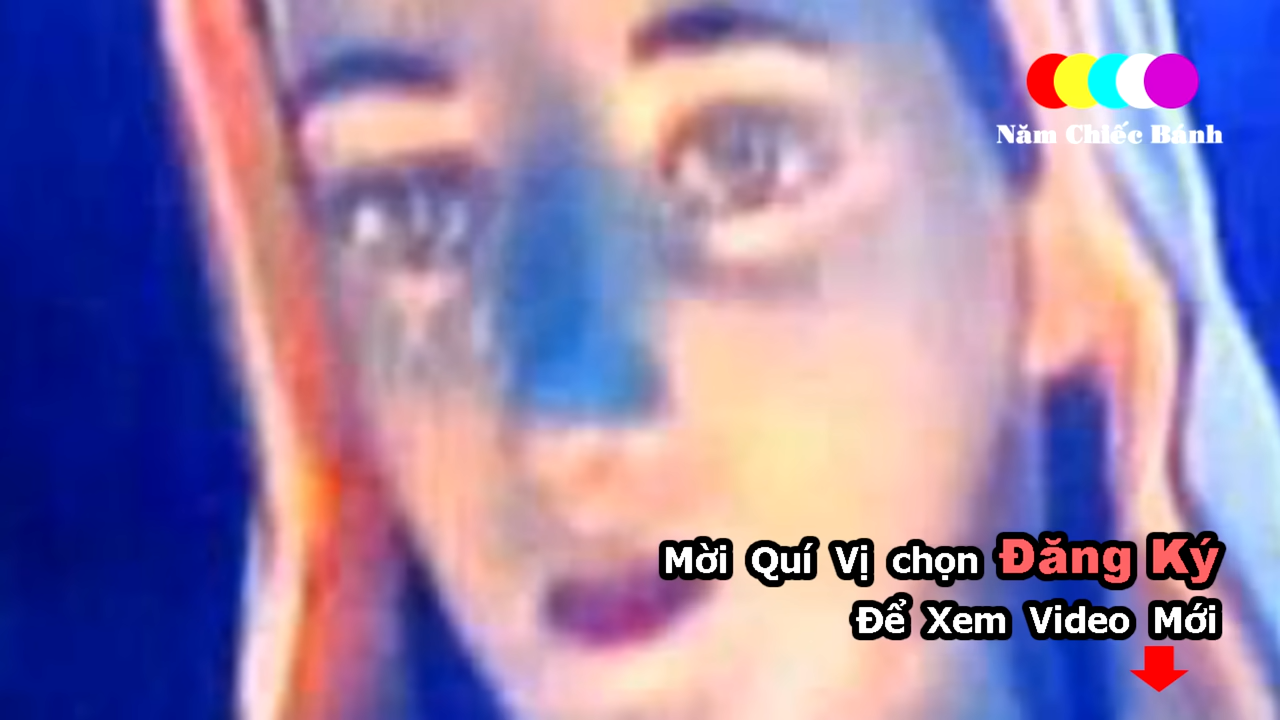 Năm Chiếc Bánh
Mời Quí Vị chọn Đăng Ký
Để Xem Video Mới